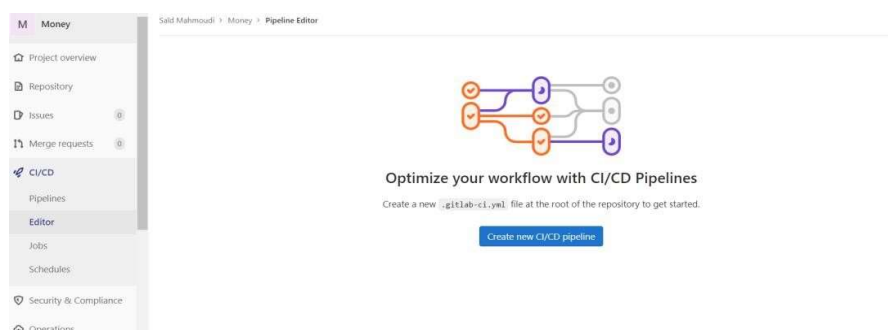 M Money
Project overview
Repository
Issues 0
Merge requests 0
CI/CD
Pipelines
Editor
Jobs
Schedules
Security & Compliance
Operations
Sald Mahmoudi > Money > Pipeline Editor
Optimize your workflow with CI/CD Pipelines
Create a new .gitlab-ci.yml file at the root of the repository to get started.
Create new CI/CD pipeline